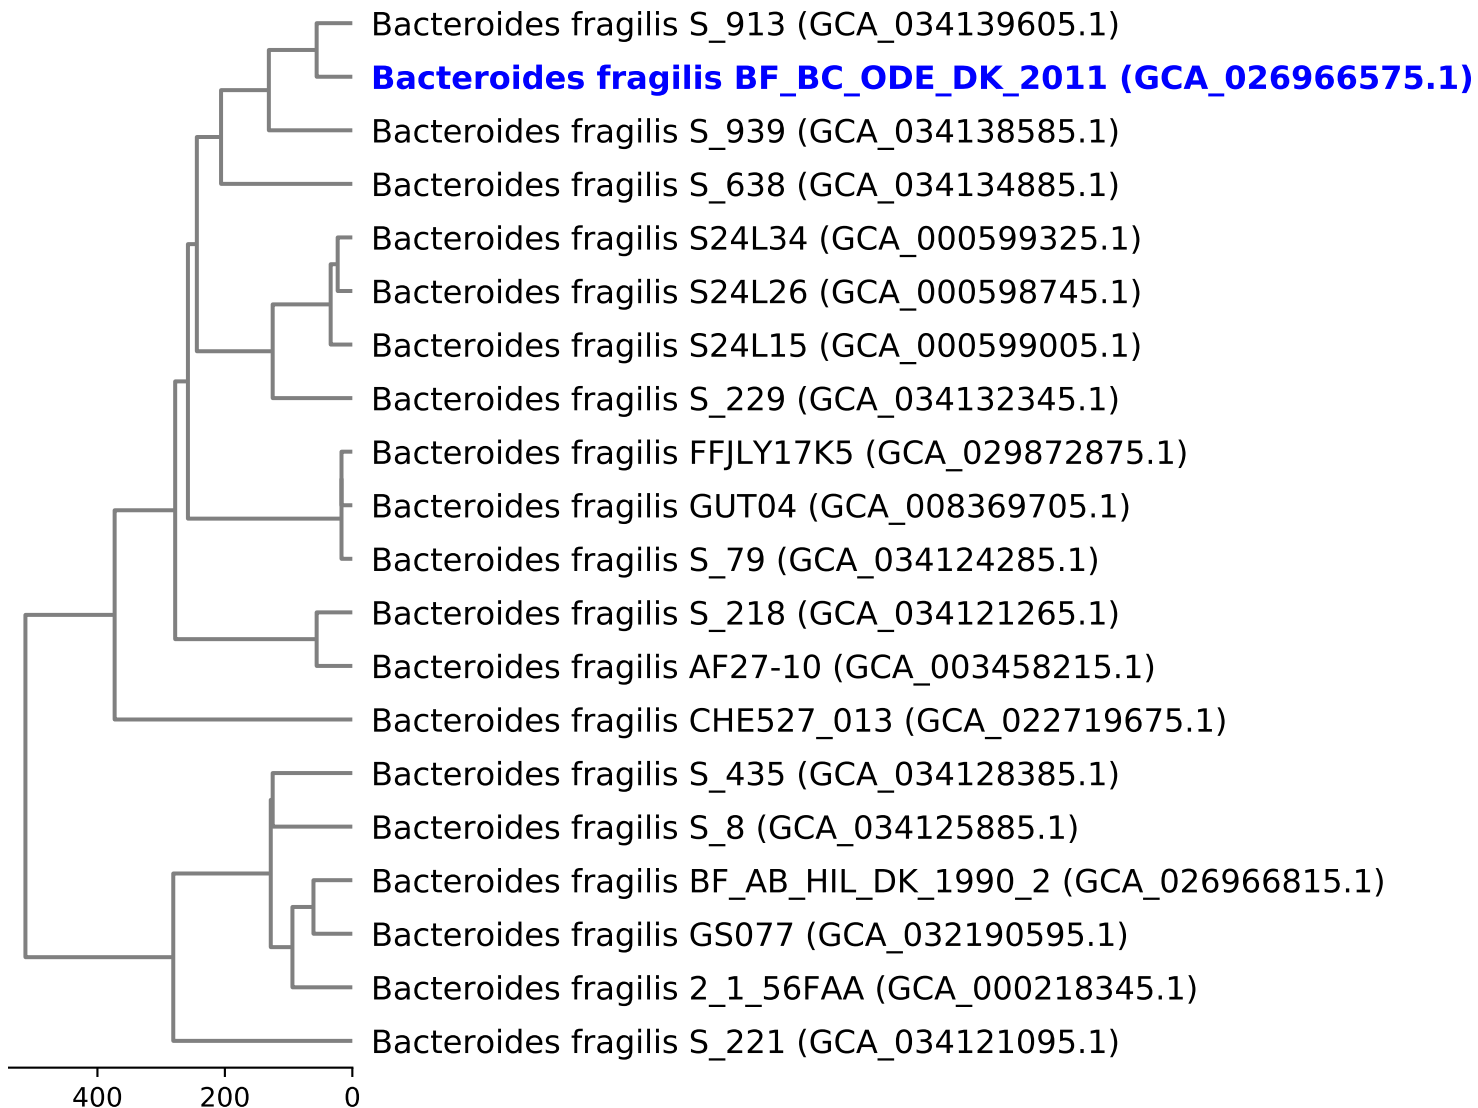 Bacteroides fragilis S_913 (GCA_034139605.1)
Bacteroides fragilis BF_BC_ODE_DK_2011 (GCA_026966575.1)
Bacteroides fragilis S_939 (GCA_034138585.1)
Bacteroides fragilis S_638 (GCA_034134885.1)
Bacteroides fragilis S24L34 (GCA_000599325.1)
Bacteroides fragilis S24L26 (GCA_000598745.1)
Bacteroides fragilis S24L15 (GCA_000599005.1)
Bacteroides fragilis S_229 (GCA_034132345.1)
Bacteroides fragilis FFJLY17K5 (GCA_029872875.1)
Bacteroides fragilis GUT04 (GCA_008369705.1)
Bacteroides fragilis S_79 (GCA_034124285.1)
Bacteroides fragilis S_218 (GCA_034121265.1)
Bacteroides fragilis AF27-10 (GCA_003458215.1)
Bacteroides fragilis CHE527_013 (GCA_022719675.1)
Bacteroides fragilis S_435 (GCA_034128385.1)
Bacteroides fragilis S_8 (GCA_034125885.1)
Bacteroides fragilis BF_AB_HIL_DK_1990_2 (GCA_026966815.1)
Bacteroides fragilis GS077 (GCA_032190595.1)
Bacteroides fragilis 2_1_56FAA (GCA_000218345.1)
Bacteroides fragilis S_221 (GCA_034121095.1)
400 200 0